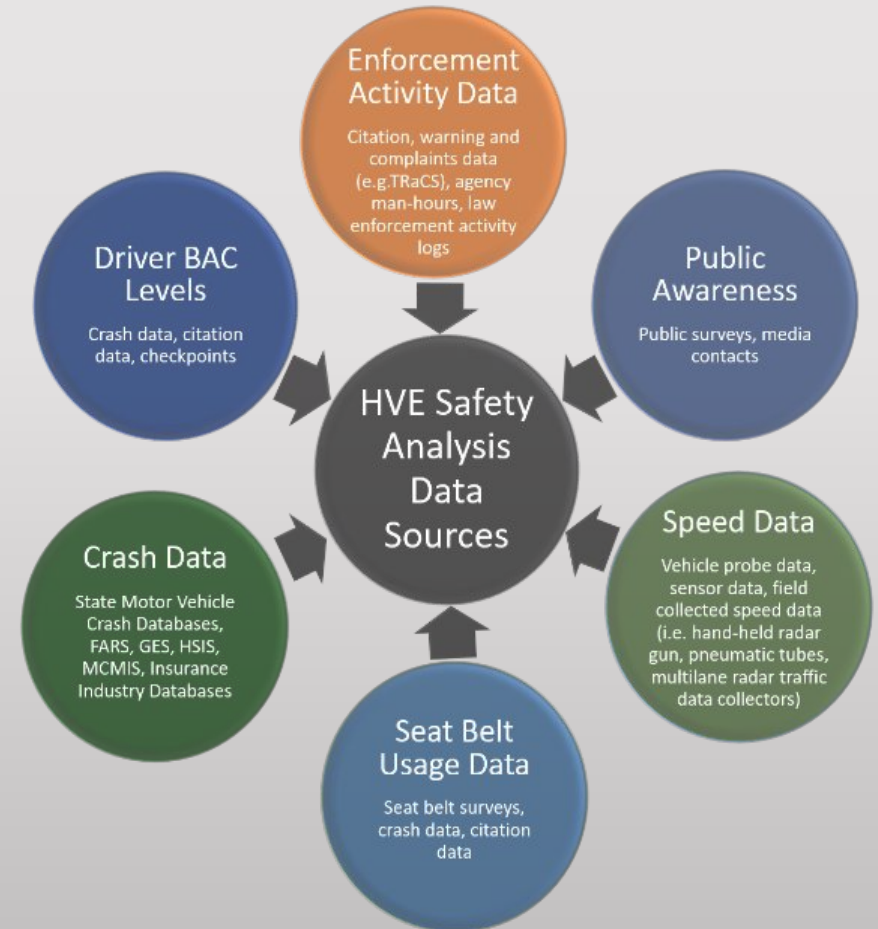 Enforcement
Activity Data
Citation, warning and
complaints data
(e.g.TRaCS), agency
man-hours, law
enforcement activity
logs
Driver BAC
Levels
Crash data, citation
data, checkpoints
Public
Awareness
Public surveys, media
contacts
HVE Safety
Analysis
Data
Sources
Crash Data
State Motor Vehicle
Crash Databases,
FARS, GES, HSIS,
MCMIS, Insurance
Industry Databases
Speed Data
Vehicle probe data,
sensor data, field
collected speed data
(i.e. hand-held radar
gun, pneumatic tubes,
multilane radar traffic
data collectors)
Seat Belt
Usage Data
Seat belt surveys,
crash data, citation
data